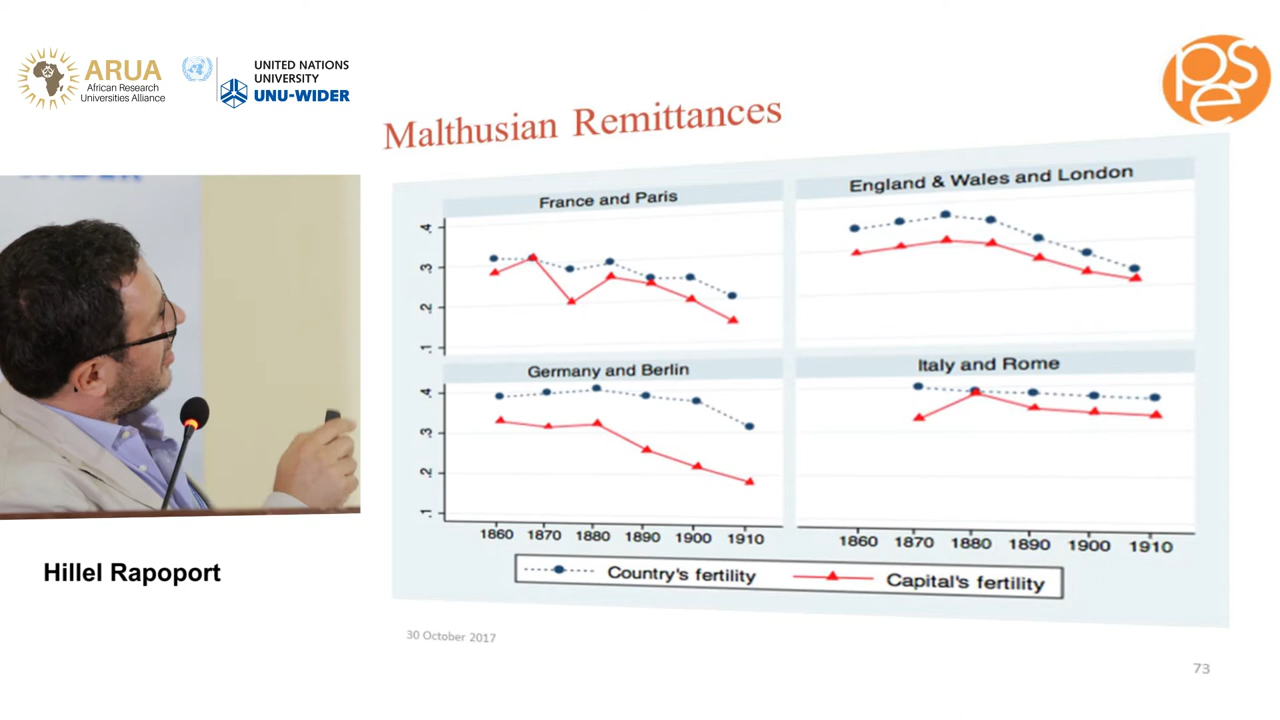 ARUA
African Research
Universities Alliance
UNITED NATIONS
UNIVERSITY
UNU-WIDER
pse
Malthusian Remittances
France and Paris
England & Wales and London
.4
.3
.2
.1
Germany and Berlin
Italy and Rome
.4
.3
.2
.1
1860 1870 1880 1890 1900 1910
1860 1870 1880 1890 1900 1910
Country's fertility
Capital's fertility
Hillel Rapoport
30 October 2017
73